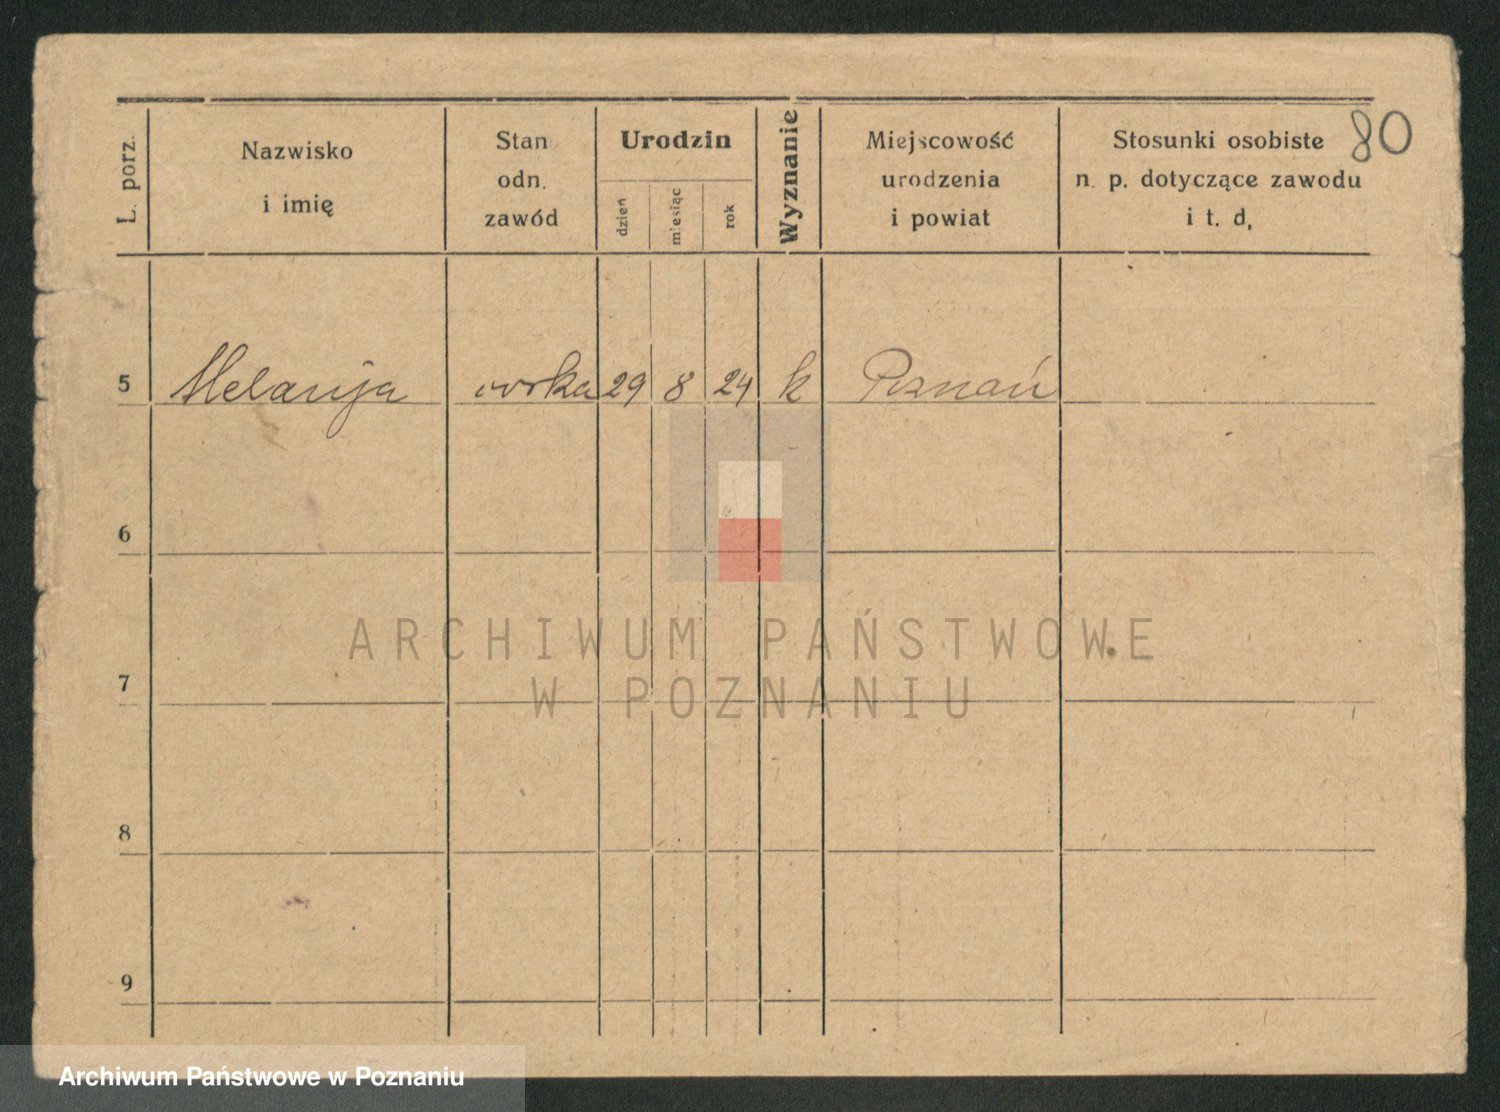 80
L. porz.
Nazwisko
i imię
Stan
odn.
zawód
Urodzin
dzień
miesiąc
rok
Wyznanie
Miejscowość
urodzenia
i powiat
Stosunki osobiste
n. p. dotyczące zawodu
i t. d.
5 Melanja córka 29 8 24 k Poznań
6
7
8
9
ARCHIWUM PAŃSTWOWE
W POZNANIU
Archiwum Państwowe w Poznaniu